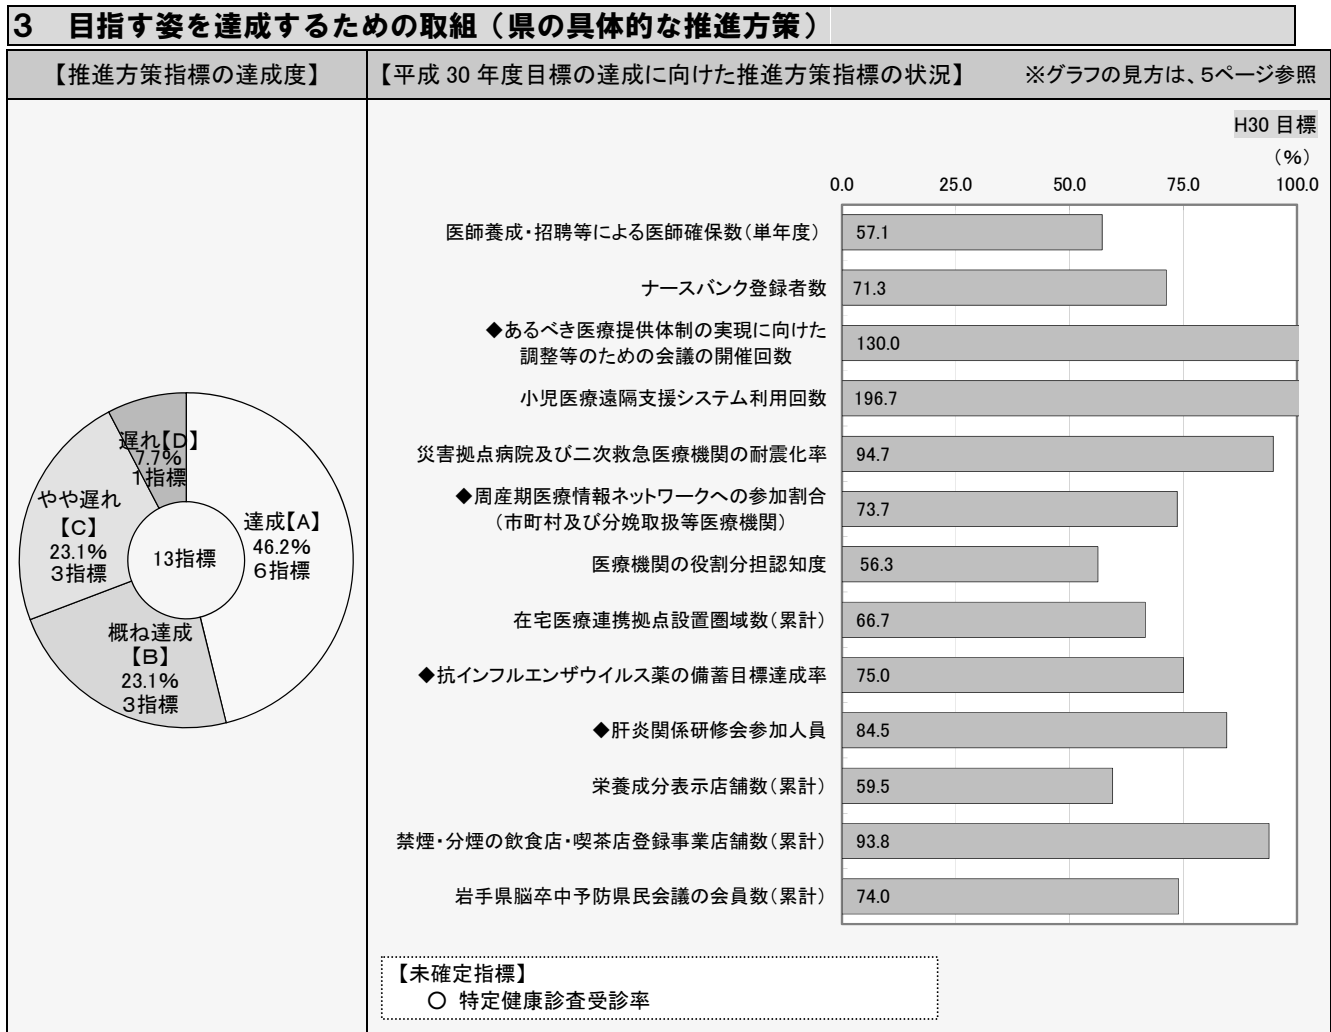 ３　目指す姿を達成するための取組（県の具体的な推進方策）
【推進方策指標の達成度】
【平成 30 年度目標の達成に向けた推進方策指標の状況】　※グラフの見方は、５ページ参照
遅れ【D】
7.7%
1指標
やや遅れ
【C】
23.1%
３指標
達成【A】
46.2%
６指標
13指標
概ね達成
【B】
23.1%
３指標
H30 目標
（％）
0.0 25.0 50.0 75.0 100.0
医師養成・招聘等による医師確保数（単年度） 57.1
ナースバンク登録者数 71.3
◆あるべき医療提供体制の実現に向けた
調整等のための会議の開催回数 130.0
小児医療遠隔支援システム利用回数 196.7
災害拠点病院及び二次救急医療機関の耐震化率 94.7
◆周産期医療情報ネットワークへの参加割合
（市町村及び分娩取扱等医療機関） 73.7
医療機関の役割分担認知度 56.3
在宅医療連携拠点設置圏域数（累計） 66.7
◆抗インフルエンザウイルス薬の備蓄目標達成率 75.0
◆肝炎関係研修会参加人員 84.5
栄養成分表示店舗数（累計） 59.5
禁煙・分煙の飲食店・喫茶店登録事業店舗数（累計） 93.8
岩手県脳卒中予防県民会議の会員数（累計） 74.0
【未確定指標】
○ 特定健康診査受診率